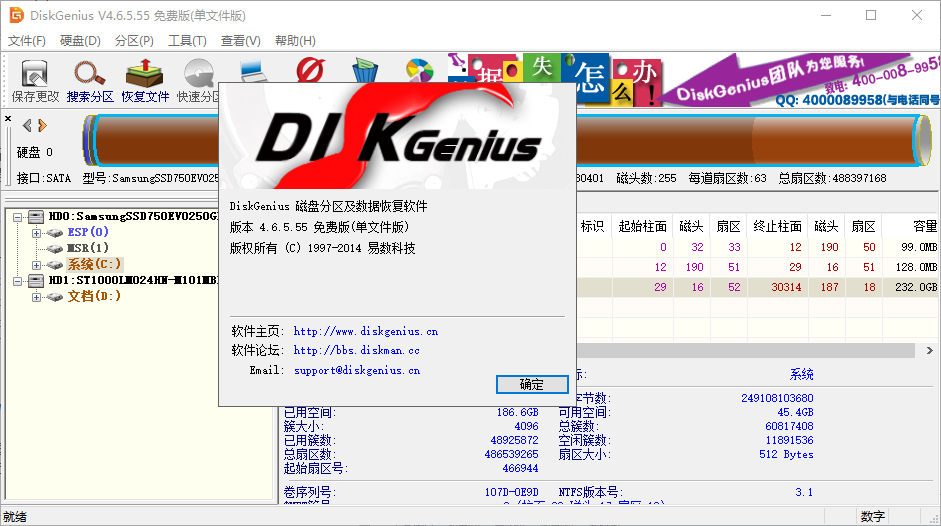 DiskGenius V4.6.5.55 免费版(单文件版)
文件(F) 硬盘(D) 分区(P) 工具(T) 查看(V) 帮助(H)
保存更改 搜索分区 恢复文件 快速分区
据 失 怎 么 办 !
DiskGenius团队为您服务!
致电: 400-008-9958
QQ: 4000089958(与电话同号
硬盘 0
接口:SATA 型号:SamsungSSD750EVO25 30401 磁头数:255 每道扇区数:63 总扇区数:488397168
HD0:SamsungSSD750EVO250G
ESP(0)
MSR(1)
系统(C:)
HD1:ST1000LM024HN-M101MB
文档(D:)
DISKGenius
DiskGenius 磁盘分区及数据恢复软件
版本 4.6.5.55 免费版(单文件版)
版权所有 (C) 1997-2014 易数科技
软件主页: http://www.diskgenius.cn
软件论坛: http://bbs.diskman.cc
Email: support@diskgenius.cn
确定
标识 起始柱面 磁头 扇区 终止柱面 磁头 扇区 容量
0 32 33 12 190 50 99.0MB
12 190 51 29 16 51 128.0MB
29 16 52 30314 187 18 232.0GB
标: 系统
字节数: 249108103680
已用空间: 186.6GB 可用空间: 45.4GB
簇大小: 4096 总簇数: 60817408
已用簇数: 48925872 空闲簇数: 11891536
总扇区数: 486539265 扇区大小: 512 Bytes
起始扇区号: 466944
卷序列号: 107D-0E9D NTFS版本号: 3.1
就绪 数字